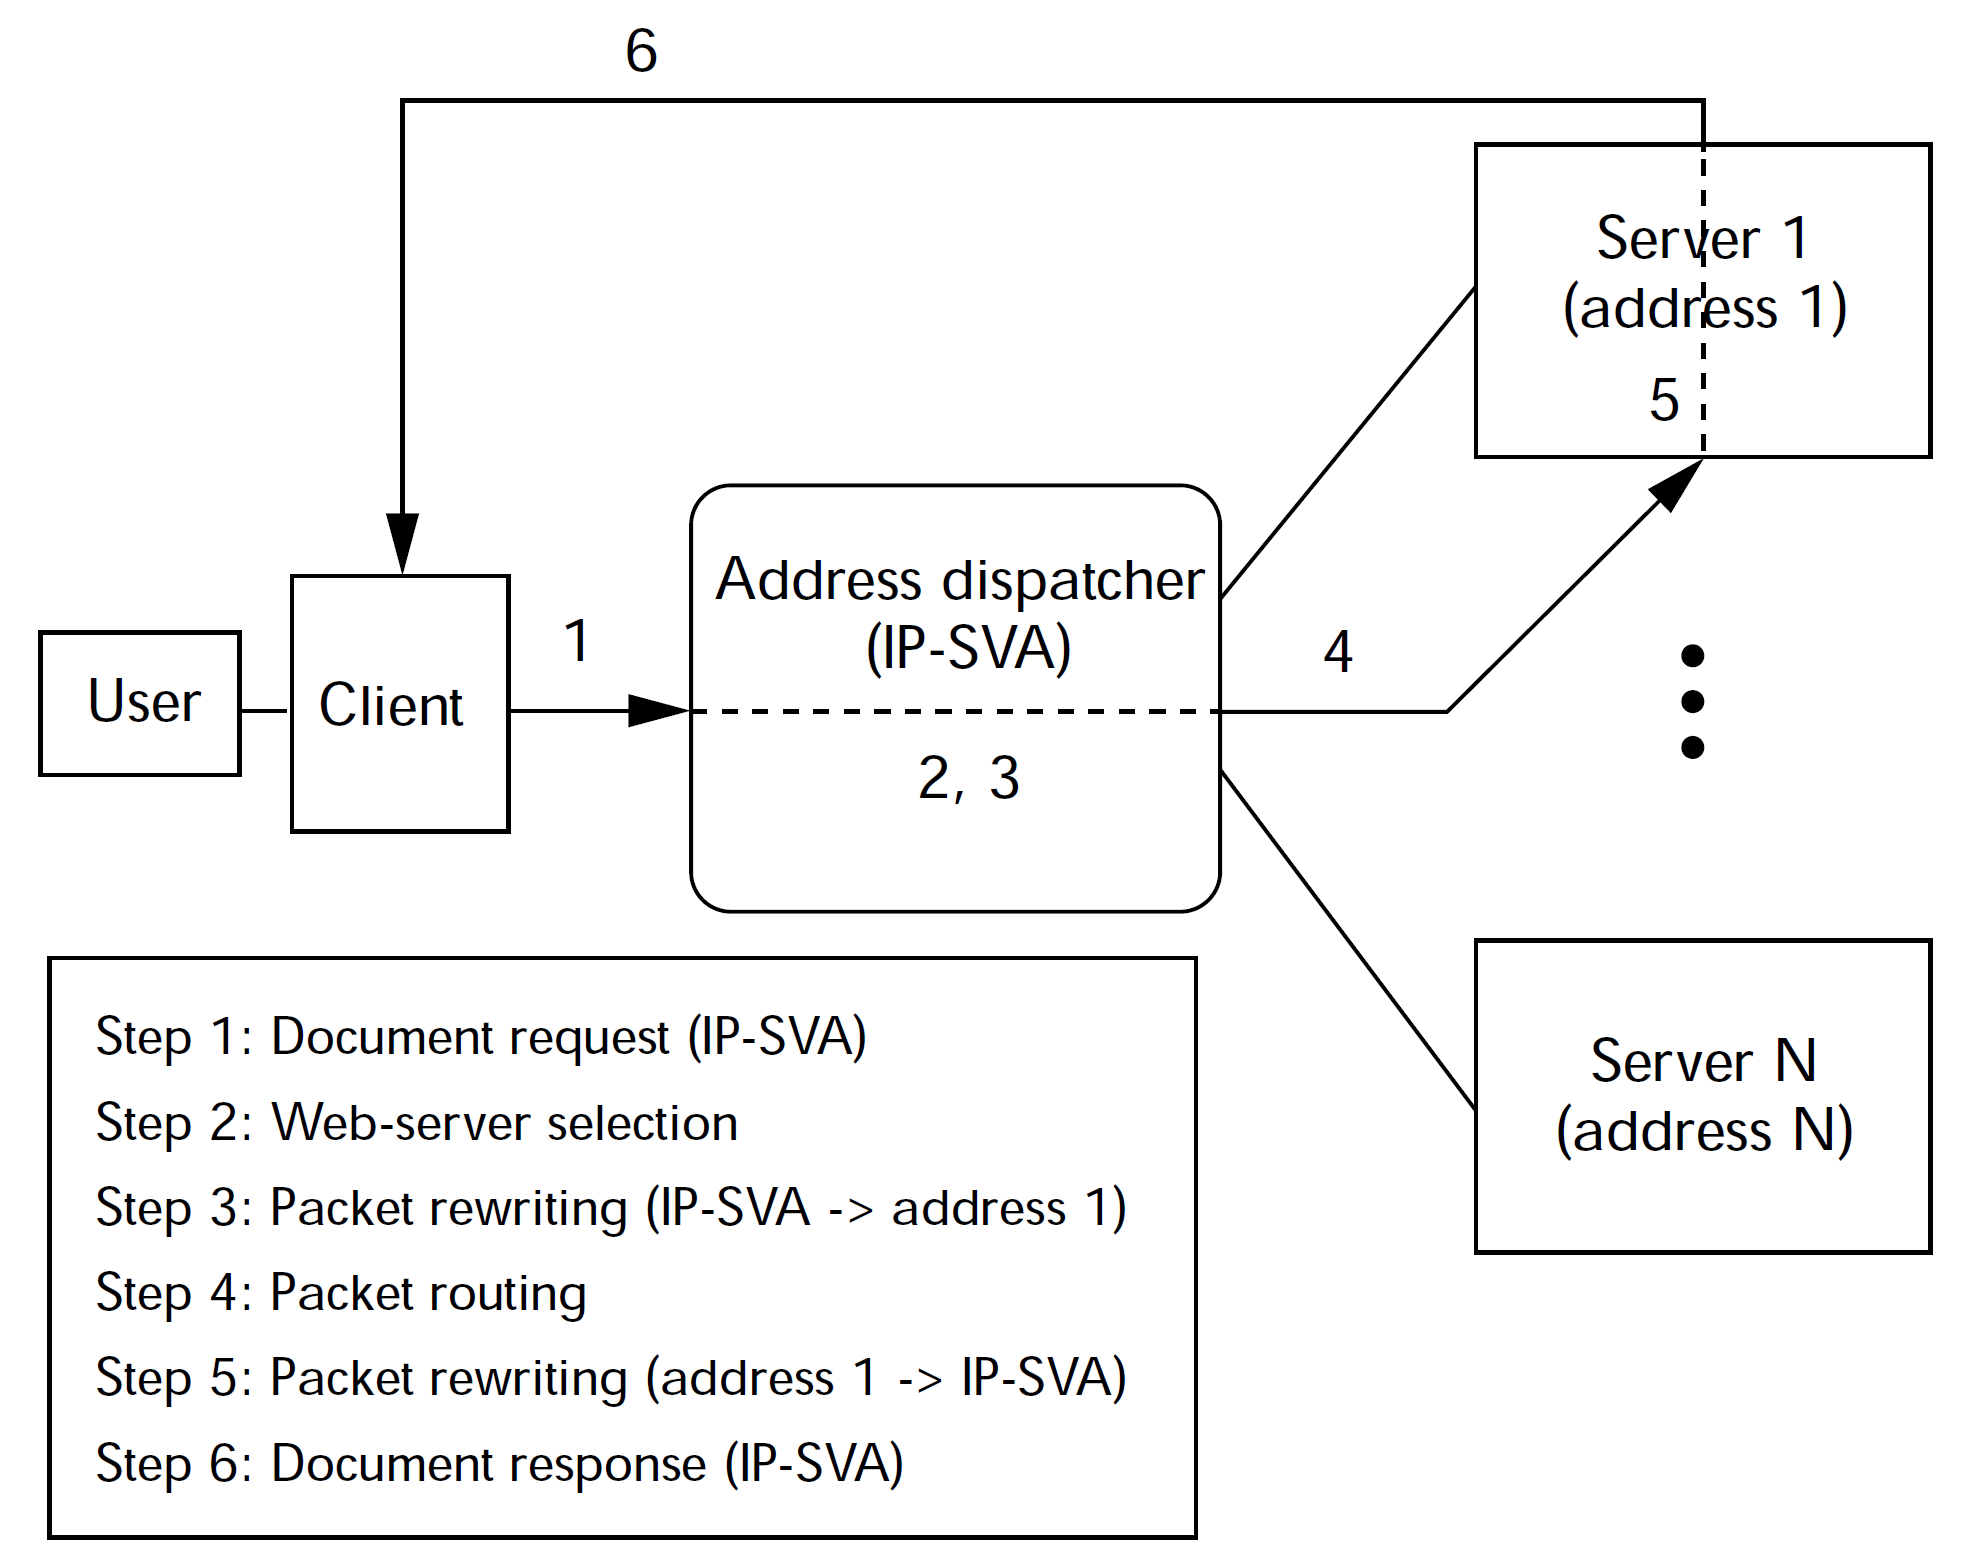 6
Server 1
(address 1)
5
Address dispatcher
(IP-SVA)
1
4
User
Client
2, 3
Step 1: Document request (IP-SVA)
Step 2: Web-server selection
Step 3: Packet rewriting (IP-SVA -> address 1)
Step 4: Packet routing
Step 5: Packet rewriting (address 1 -> IP-SVA)
Step 6: Document response (IP-SVA)
Server N
(address N)